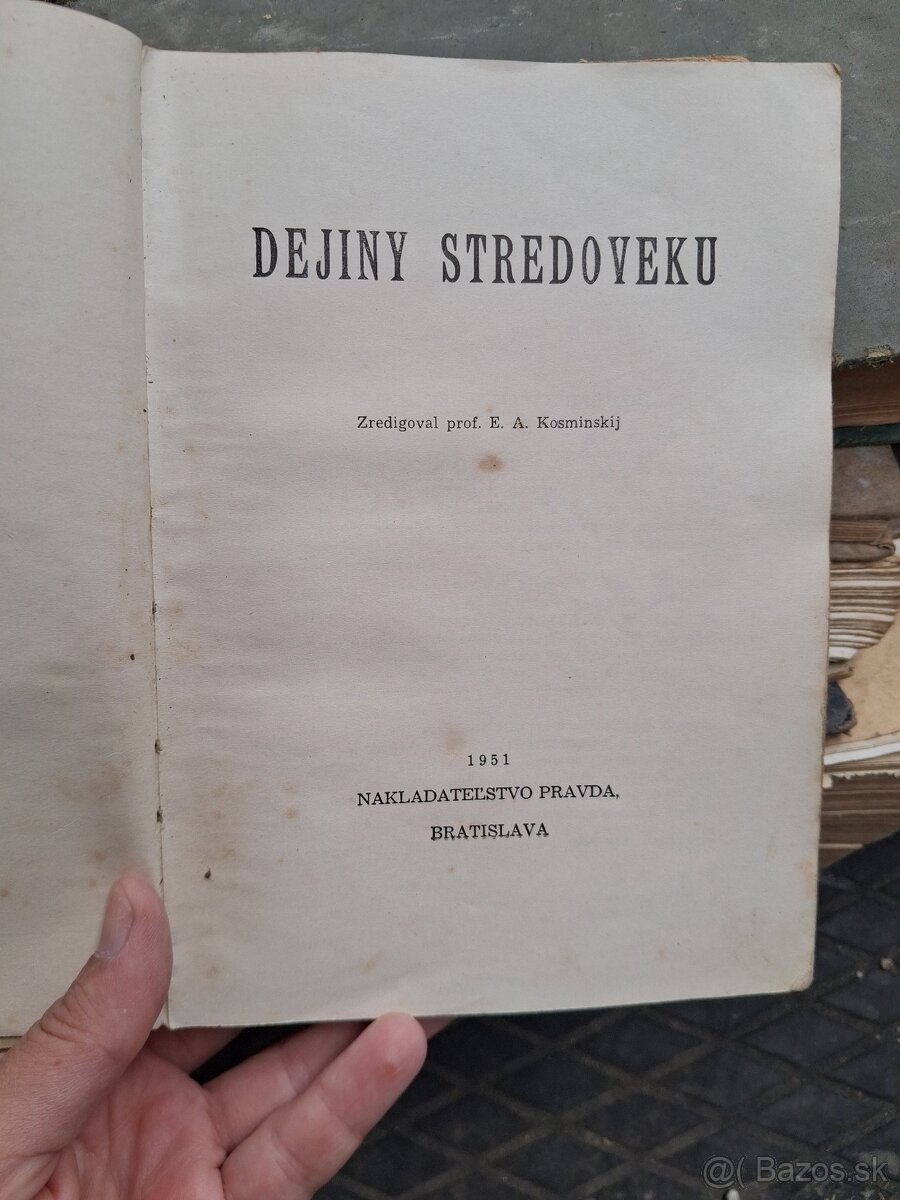 DEJINY STREDOVEKU
Zredigoval prof. E. A. Kosminskij
1951
NAKLADATEĽSTVO PRAVDA,
BRATISLAVA
@( Bazos.sk